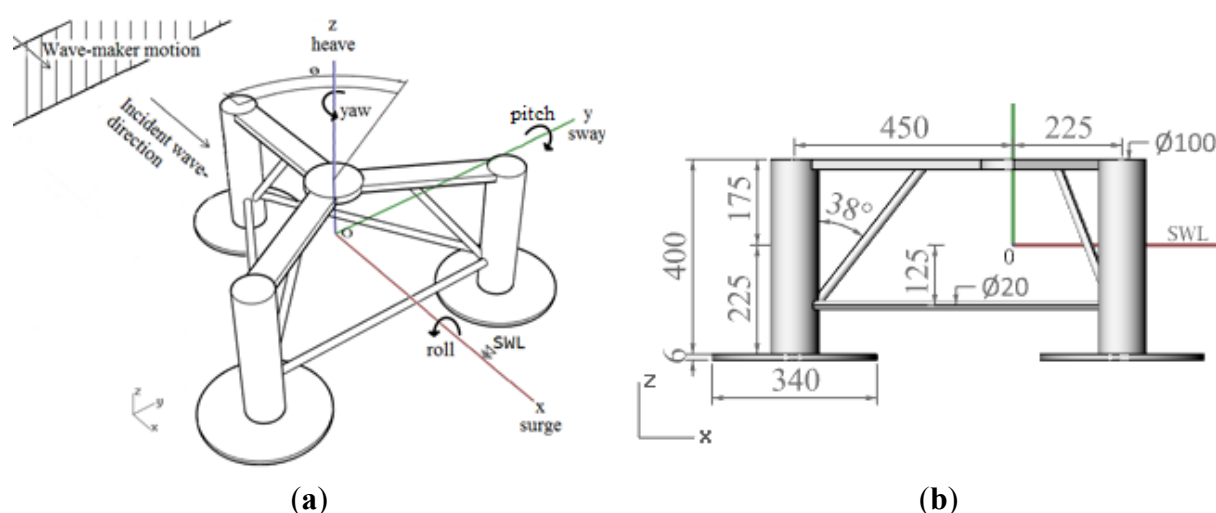 Wave-maker motion
Incident wave-
direction
z
heave
θ
yaw
pitch
y
sway
O
roll
SWL
x
surge
z
y
x
(a)
450
225
Ø100
175
38°
400
SWL
0
125
225
Ø20
6
340
z
x
(b)